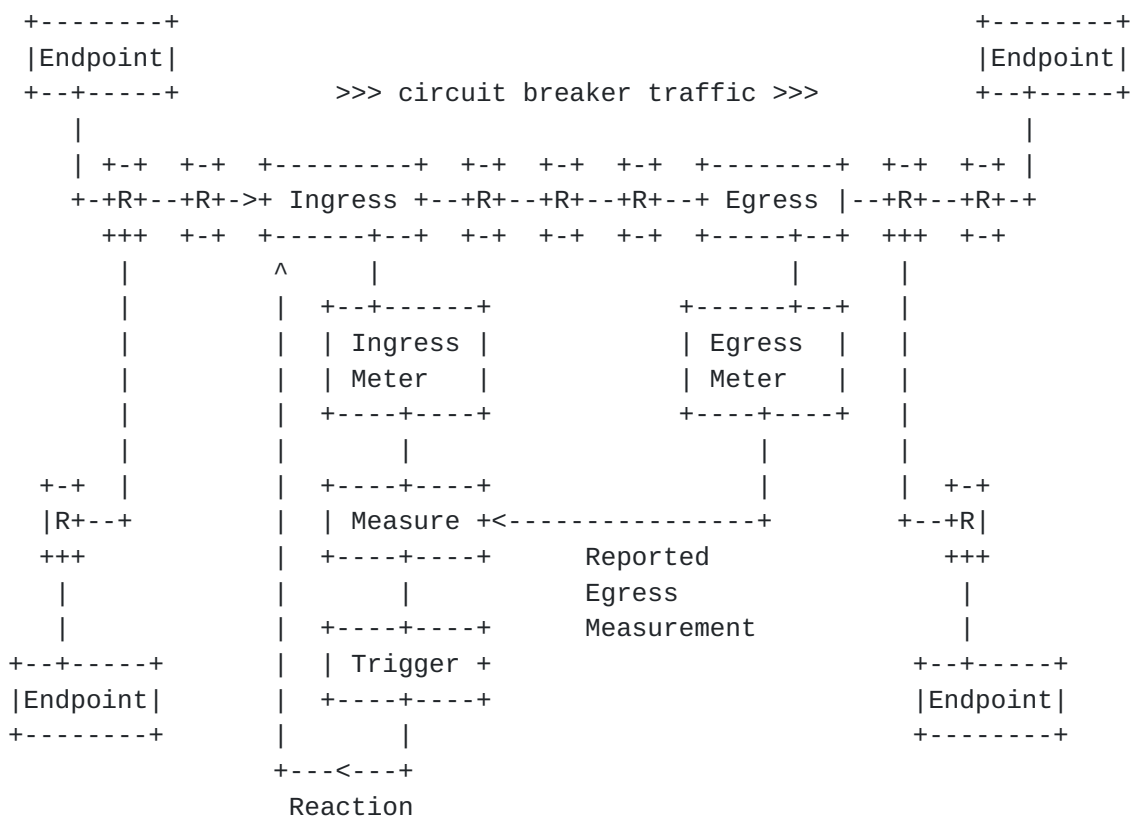 +--------+                                                   +--------+
|Endpoint|                                                   |Endpoint|
+--+-----+          >>> circuit breaker traffic >>>          +--+-----+
   |                                                            |
   | +-+  +-+  +---------+  +-+  +-+  +-+  +--------+  +-+  +-+ |
   +-+R+--+R+->+ Ingress +--+R+--+R+--+R+--+ Egress |--+R+--+R+-+
     +++  +-+  +------+--+  +-+  +-+  +-+  +-----+--+  +++  +-+
      |         ^     |                          |      |
      |         |  +--+------+            +------+--+   |
      |         |  | Ingress |            | Egress  |   |
      |         |  | Meter   |            | Meter   |   |
      |         |  +----+----+            +----+----+   |
      |         |       |                      |        |
 +-+  |         |  +----+----+                 |        |  +-+
 |R+--+         |  | Measure +<----------------+        +--+R|
 +++            |  +----+----+      Reported               +++
  |             |       |           Egress                  |
  |             |  +----+----+      Measurement             |
+--+-----+      |  | Trigger +                           +--+-----+
|Endpoint|      |  +----+----+                           |Endpoint|
+--------+      |       |                                +--------+
                +---<---+
                 Reaction